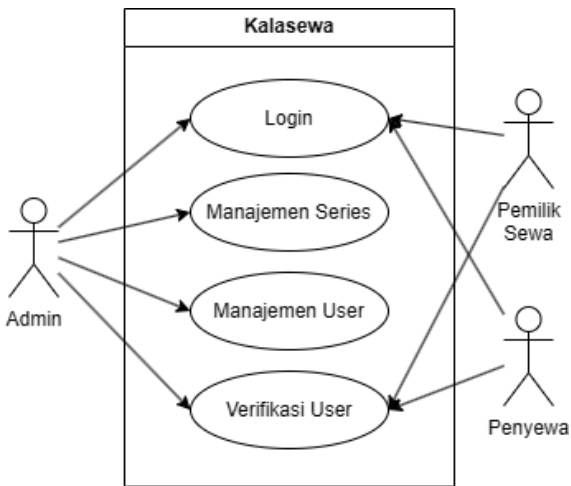 Kalasewa
Login
Manajemen Series
Manajemen User
Verifikasi User
Admin
Pemilik
Sewa
Penyewa